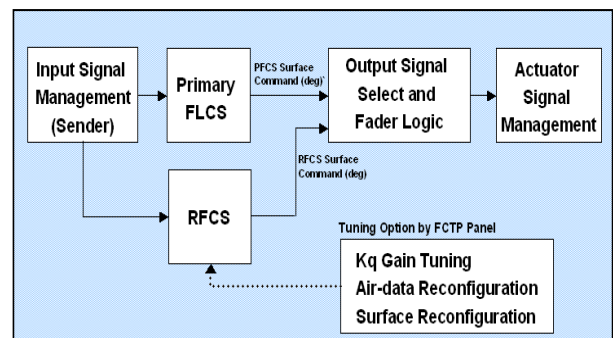 Input Signal
Management
(Sender)
Primary
FLCS
PFCS Surface
Command (deg)`
Output Signal
Select and
Fader Logic
Actuator
Signal
Management
RFCS
RFCS Surface
Command (deg)
Tuning Option by FCTP Panel
Kq Gain Tuning
Air-data Reconfiguration
Surface Reconfiguration